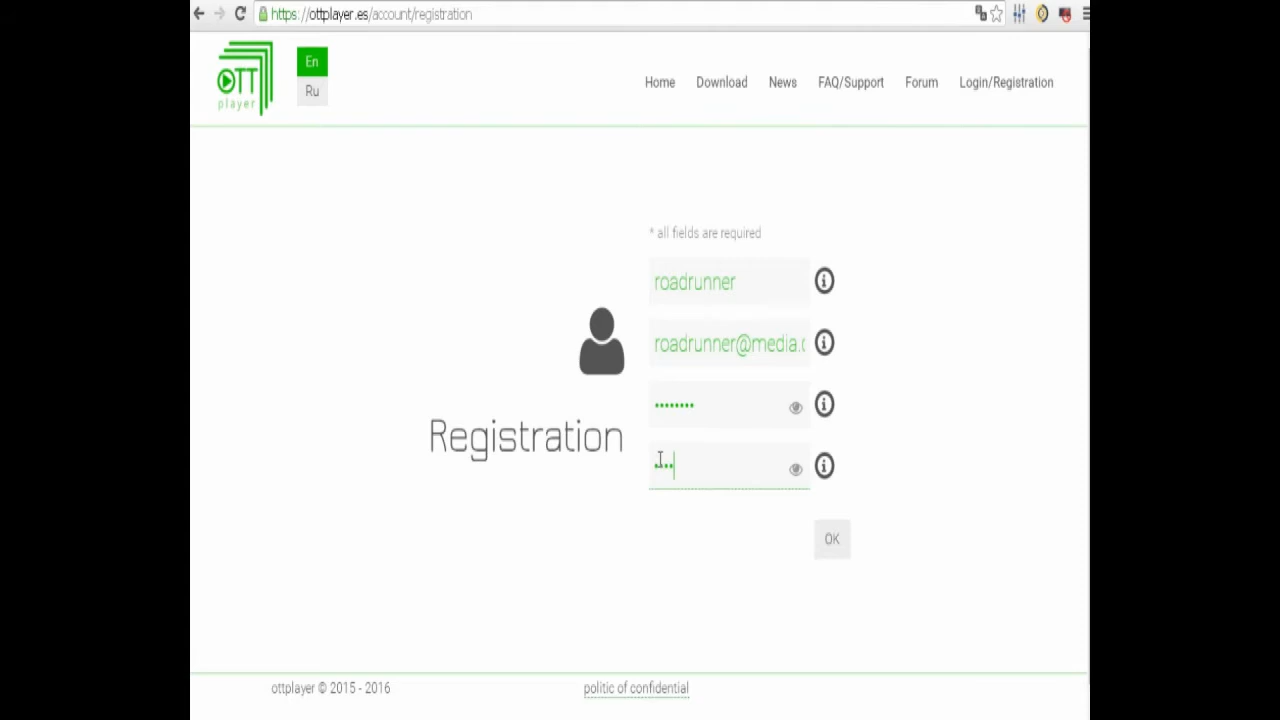 https://ottplayer.es/account/registration
OTT
player
En
Ru
Home Download News FAQ/Support Forum Login/Registration
* all fields are required
roadrunner
roadrunner@media.c
Registration
OK
ottplayer © 2015 - 2016 politic of confidential